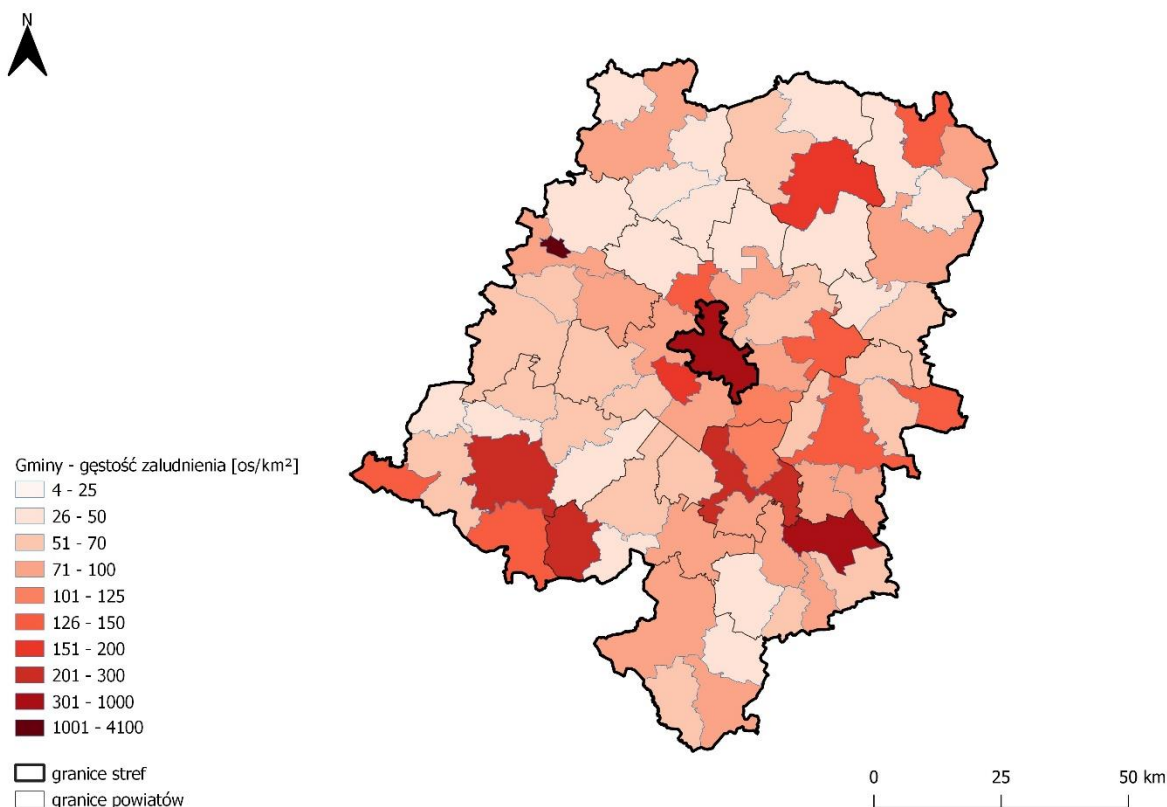 N
Gminy - gęstość zaludnienia [os/km²]
4 - 25
26 - 50
51 - 70
71 - 100
101 - 125
126 - 150
151 - 200
201 - 300
301 - 1000
1001 - 4100
granice stref
granice powiatów
0 25 50 km